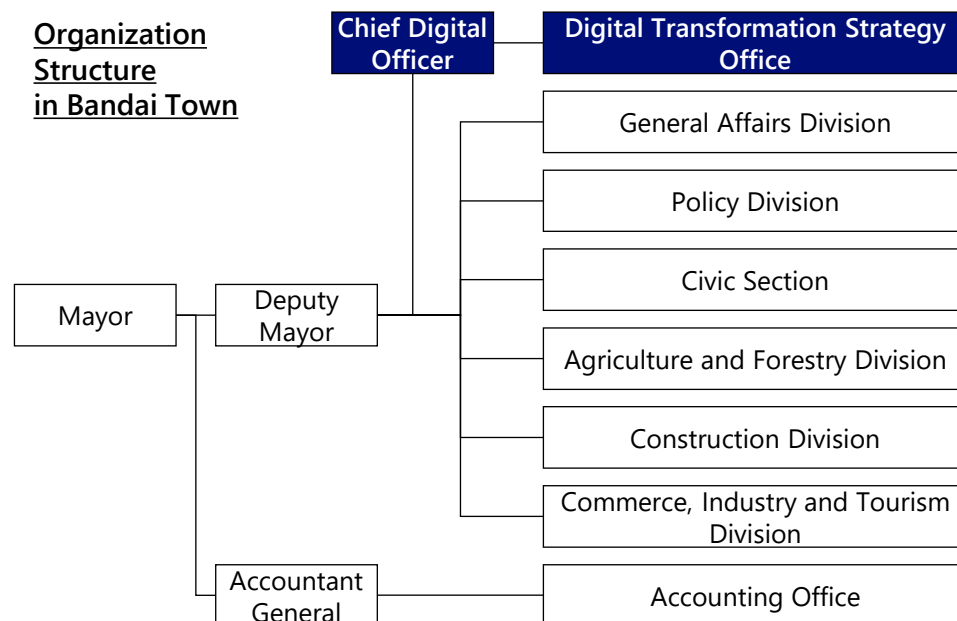 Organization
Structure
in Bandai Town
Chief Digital
Officer
Digital Transformation Strategy
Office
General Affairs Division
Policy Division
Civic Section
Mayor
Deputy
Mayor
Agriculture and Forestry Division
Construction Division
Commerce, Industry and Tourism
Division
Accountant
General
Accounting Office